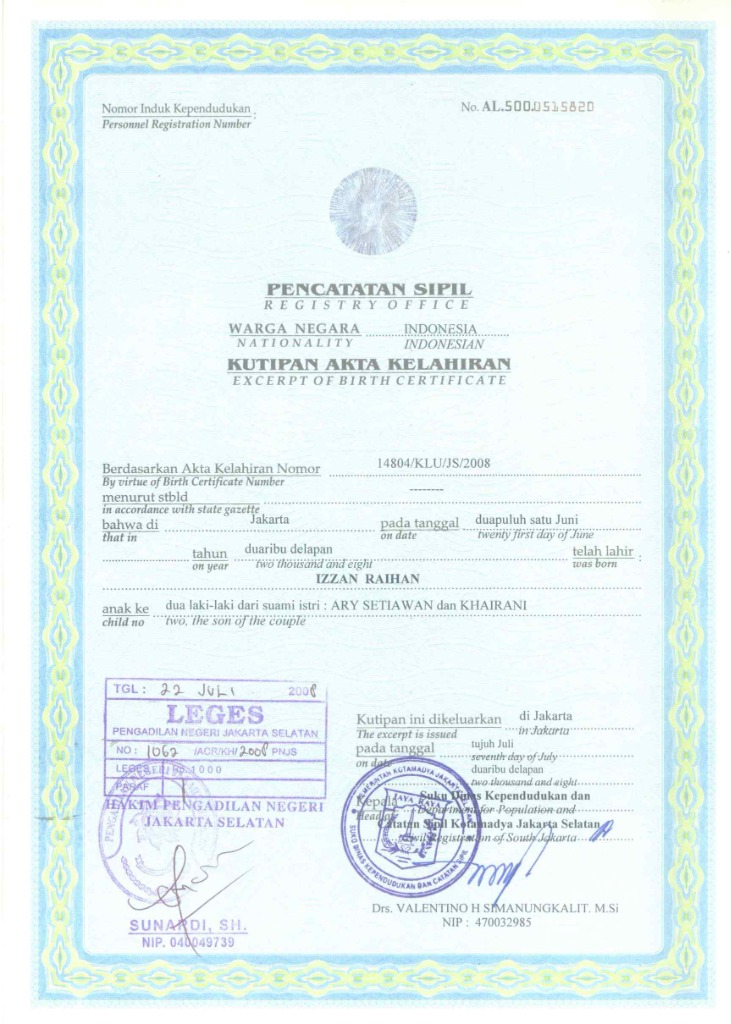 Nomor Induk Kependudukan :
Personnel Registration Number
No. AL.500.0515820
PENCATATAN SIPIL
REGISTRY OFFICE
WARGA NEGARA INDONESIA
NATIONALITY INDONESIAN
KUTIPAN AKTA KELAHIRAN
EXCERPT OF BIRTH CERTIFICATE
Berdasarkan Akta Kelahiran Nomor 14804/KLU/JS/2008
By virtue of Birth Certificate Number
menurut stbld --------
in accordance with state gazette
bahwa di Jakarta pada tanggal duapuluh satu Juni
that in on date twenty first day of June
tahun duaribu delapan telah lahir :
on year two thousand and eight was born
IZZAN RAIHAN
anak ke dua laki-laki dari suami istri : ARY SETIAWAN dan KHAIRANI
child no two, the son of the couple
TGL : 22 JULI 2008
LEGES
PENGADILAN NEGERI JAKARTA SELATAN
NO : 1062 /ACR/KH/2008 PNJS
LEGES
PARAF
HAKIM PENGADILAN NEGERI
JAKARTA SELATAN
SUNARDI, SH.
NIP. 040049739
Kutipan ini dikeluarkan di Jakarta
The excerpt is issued in Jakarta
pada tanggal tujuh Juli
on date seventh day of July
duaribu delapan
two thousand and eight
Kepala Suku Dinas Kependudukan dan
Head of Department for Population and
Catatan Sipil Kotamadya Jakarta Selatan
Civil Registration of South Jakarta
PEMERINTAH KOTAMADYA JAKARTA SELATAN
JAYA RAYA
SUKU DINAS KEPENDUDUKAN DAN CATATAN SIPIL
Drs. VALENTINO H SIMANUNGKALIT. M.Si
NIP : 470032985